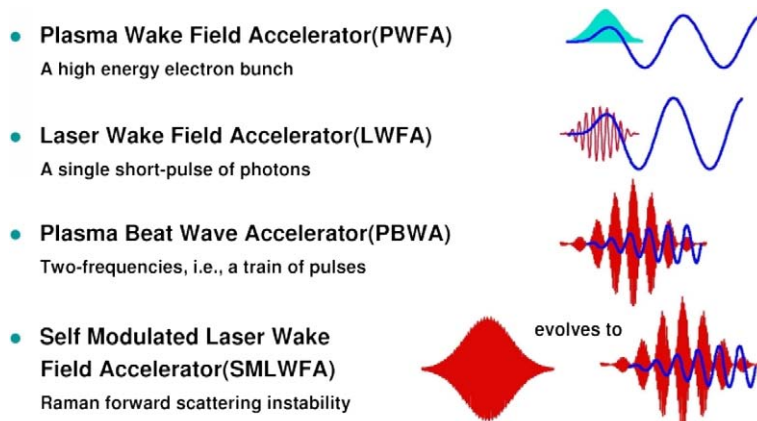 Plasma Wake Field Accelerator(PWFA)
A high energy electron bunch
Laser Wake Field Accelerator(LWFA)
A single short-pulse of photons
Plasma Beat Wave Accelerator(PBWA)
Two-frequencies, i.e., a train of pulses
Self Modulated Laser Wake
Field Accelerator(SMLWFA)
Raman forward scattering instability
evolves to